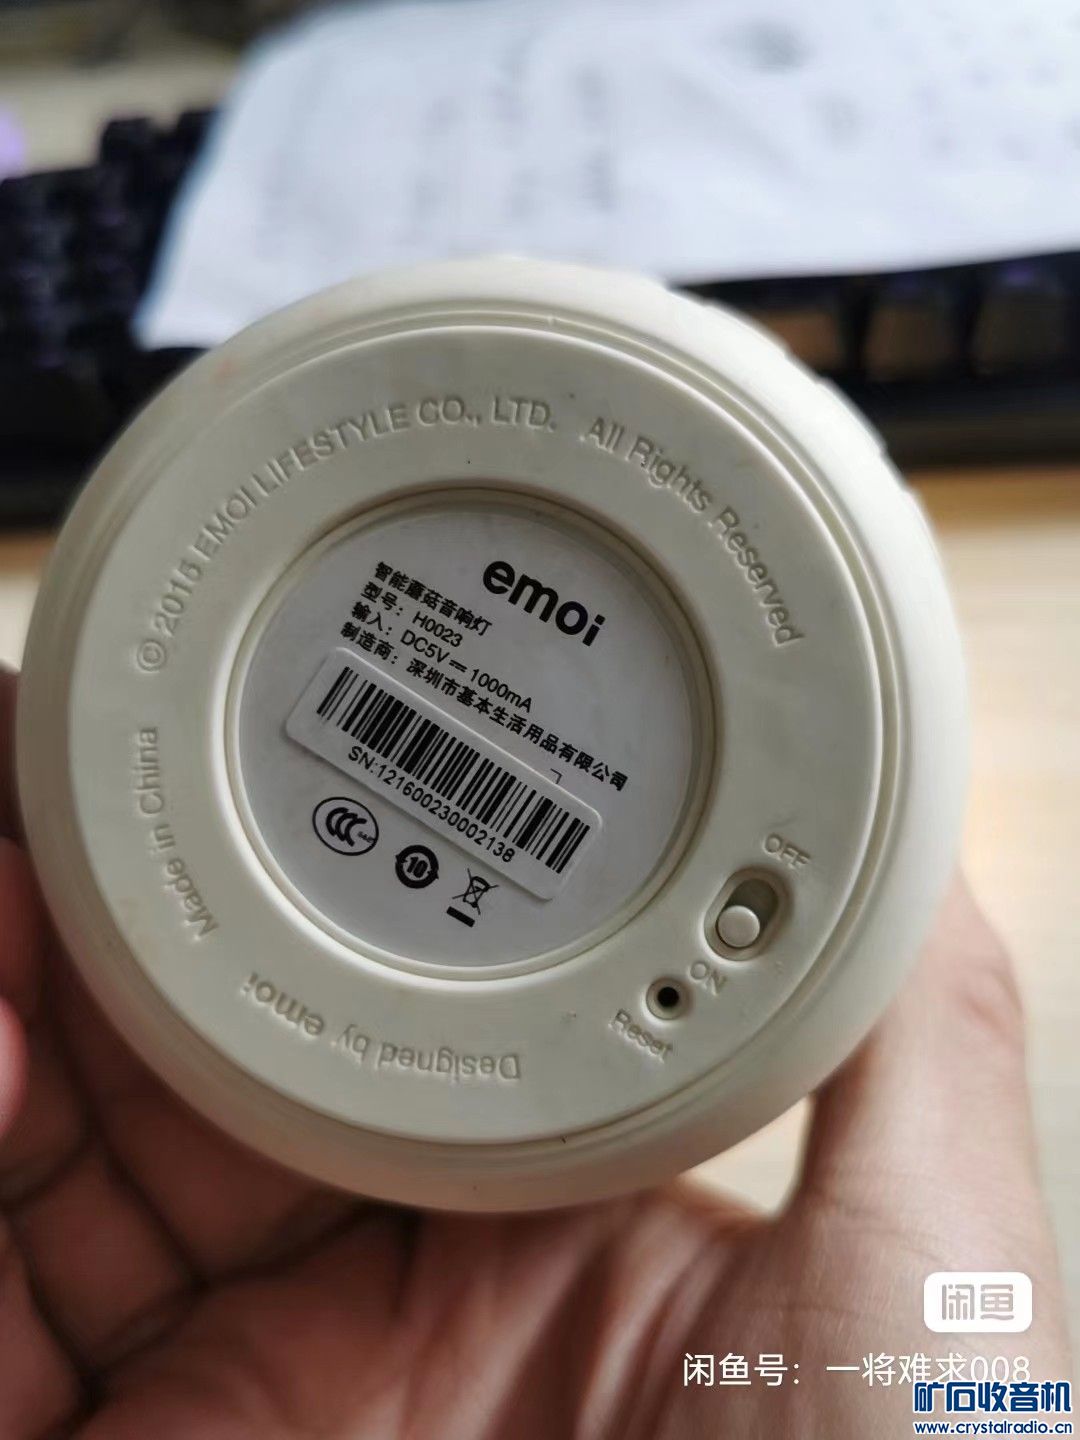 © 2015 EMOI LIFESTYLE CO., LTD. All Rights Reserved
emoi
智能蘑菇音响灯
型号：H0023
输入：DC5V⎓1000mA
制造商：深圳市基本生活用品有限公司
SN:121600230002138
CCC
10
OFF
ON
Reset
Made in China
Designed by emoi
闲鱼
闲鱼号：一将难求008
矿石收音机
www.crystalradio.cn